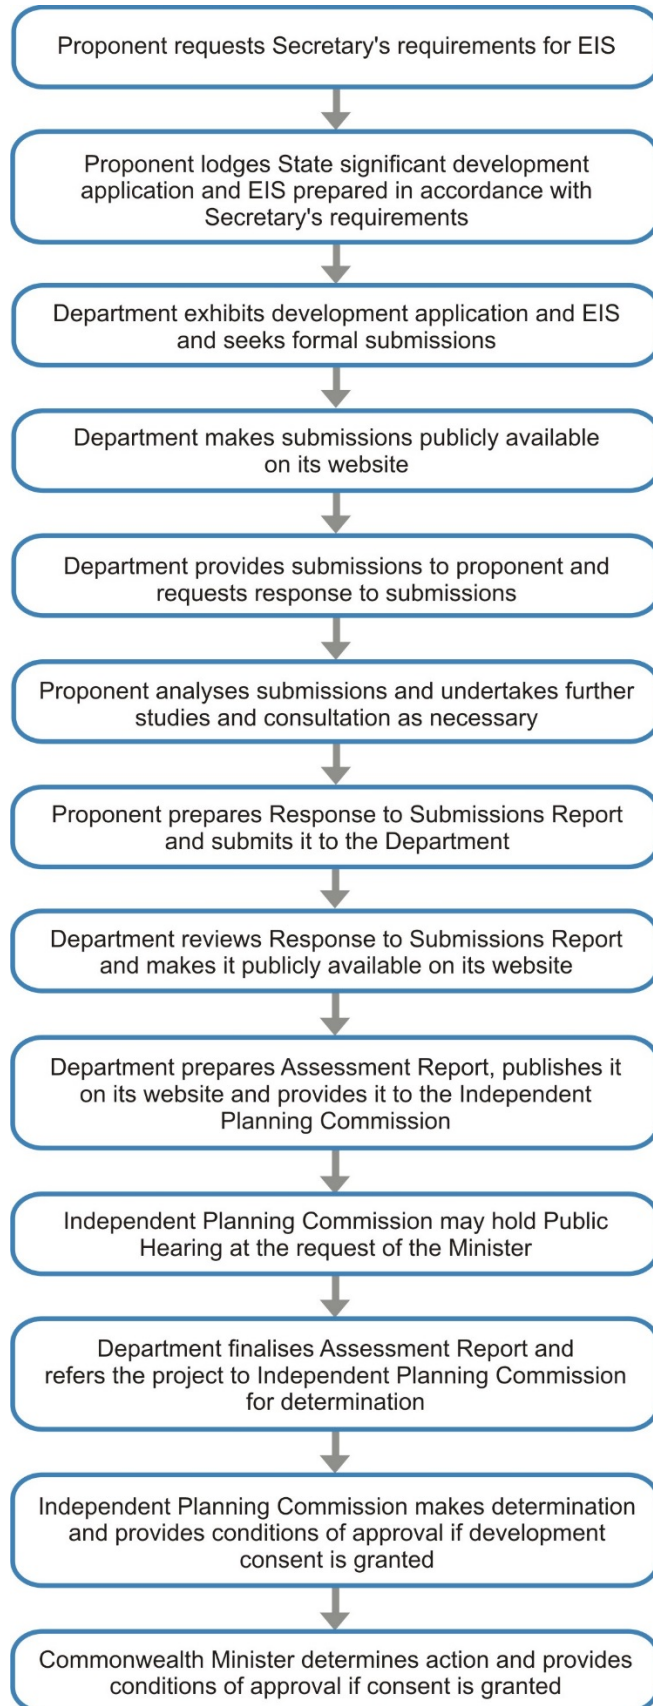 Proponent requests Secretary's requirements for EIS
Proponent lodges State significant development
application and EIS prepared in accordance with
Secretary's requirements
Department exhibits development application and EIS
and seeks formal submissions
Department makes submissions publicly available
on its website
Department provides submissions to proponent and
requests response to submissions
Proponent analyses submissions and undertakes further
studies and consultation as necessary
Proponent prepares Response to Submissions Report
and submits it to the Department
Department reviews Response to Submissions Report
and makes it publicly available on its website
Department prepares Assessment Report, publishes it
on its website and provides it to the Independent
Planning Commission
Independent Planning Commission may hold Public
Hearing at the request of the Minister
Department finalises Assessment Report and
refers the project to Independent Planning Commission
for determination
Independent Planning Commission makes determination
and provides conditions of approval if development
consent is granted
Commonwealth Minister determines action and provides
conditions of approval if consent is granted